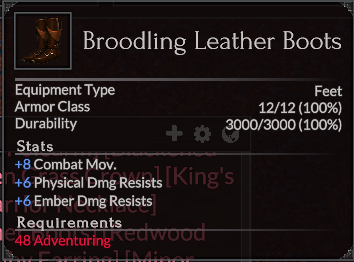 Broodling Leather Boots
Equipment Type Feet
Armor Class 12/12 (100%)
Durability 3000/3000 (100%)
Stats
+8 Combat Mov.
+6 Physical Dmg Resists
+6 Ember Dmg Resists
Requirements
48 Adventuring